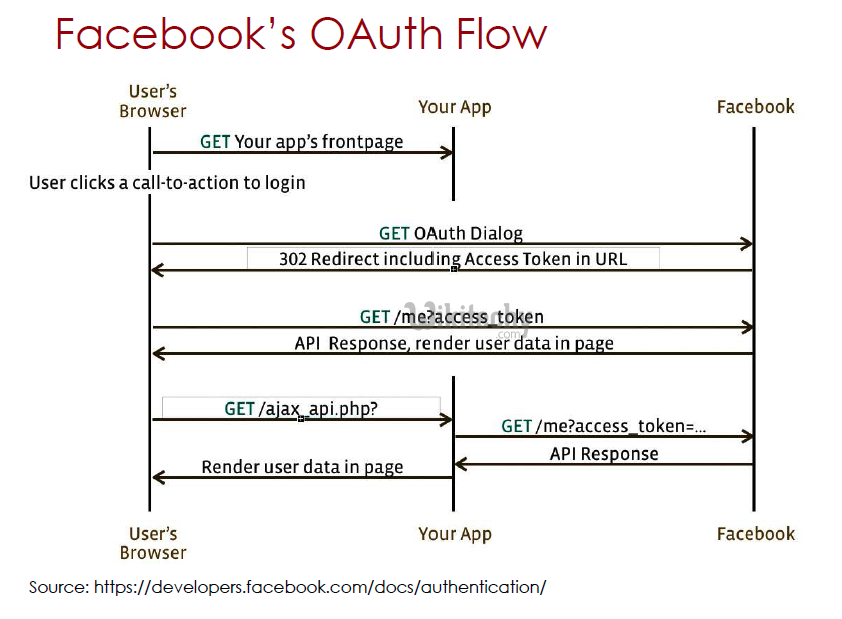 Facebook's OAuth Flow
User's
Browser
Your App
Facebook
GET Your app's frontpage
User clicks a call-to-action to login
GET OAuth Dialog
302 Redirect including Access Token in URL
Wikitechy
.com
GET /me?access_token
API Response, render user data in page
GET /ajax_api.php?
GET /me?access_token=...
API Response
Render user data in page
User's
Browser
Your App
Facebook
Source: https://developers.facebook.com/docs/authentication/